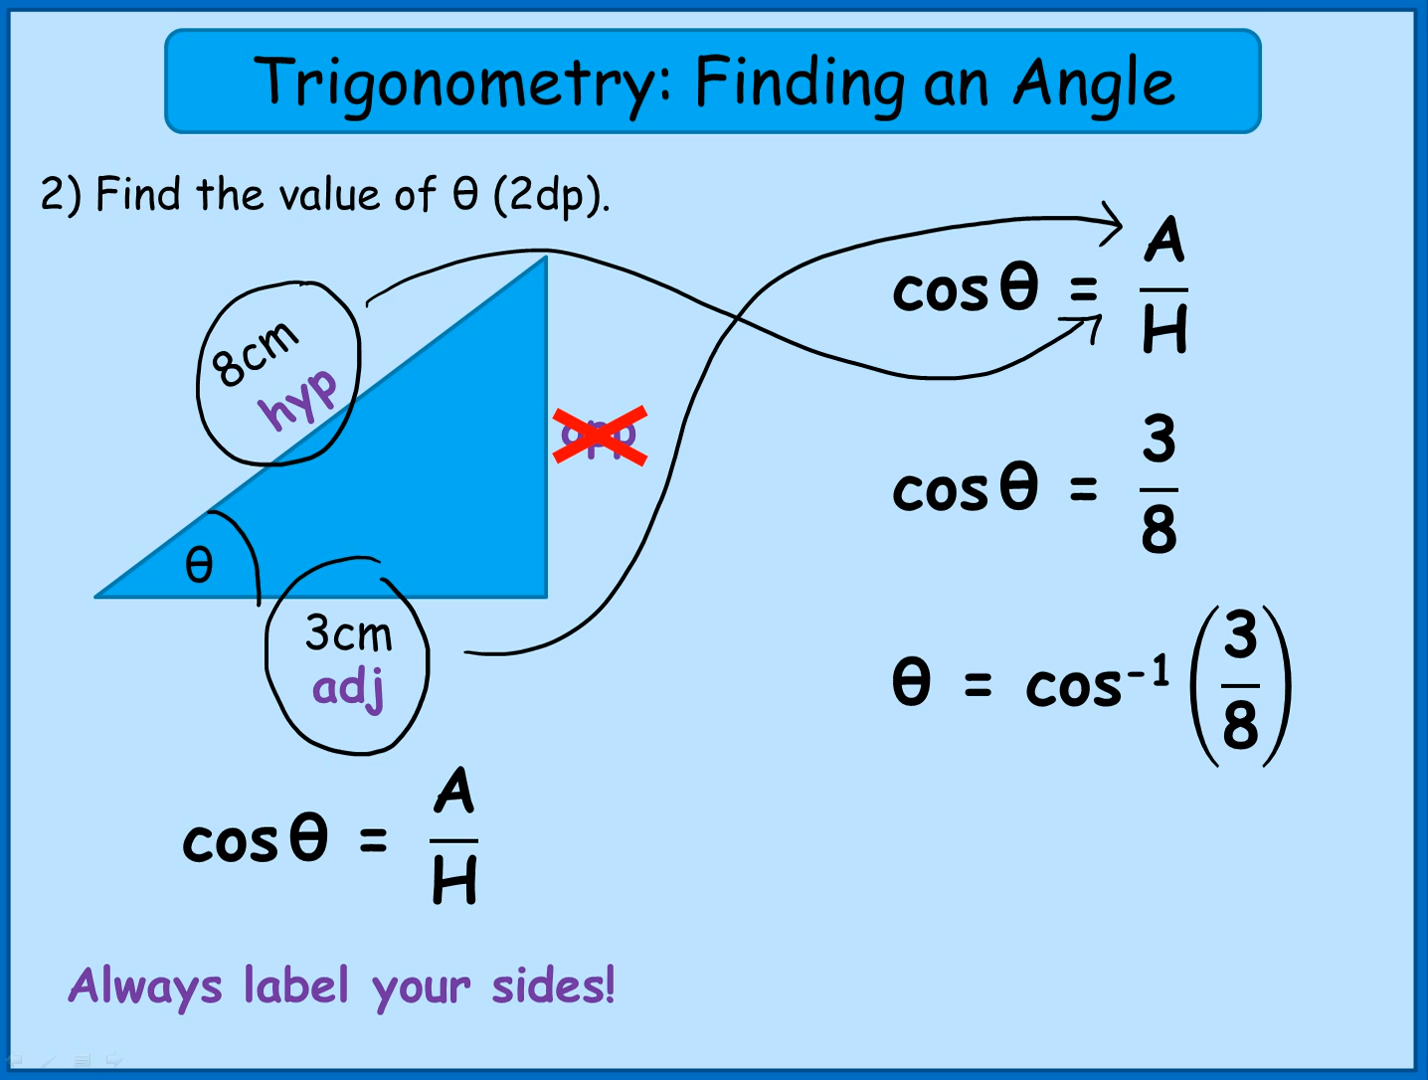 Trigonometry: Finding an Angle
2) Find the value of θ (2dp).
8cm
hyp
opp
θ
3cm
adj
cosθ = A/H
Always label your sides!
cosθ = A/H
cosθ = 3/8
θ = cos⁻¹(3/8)